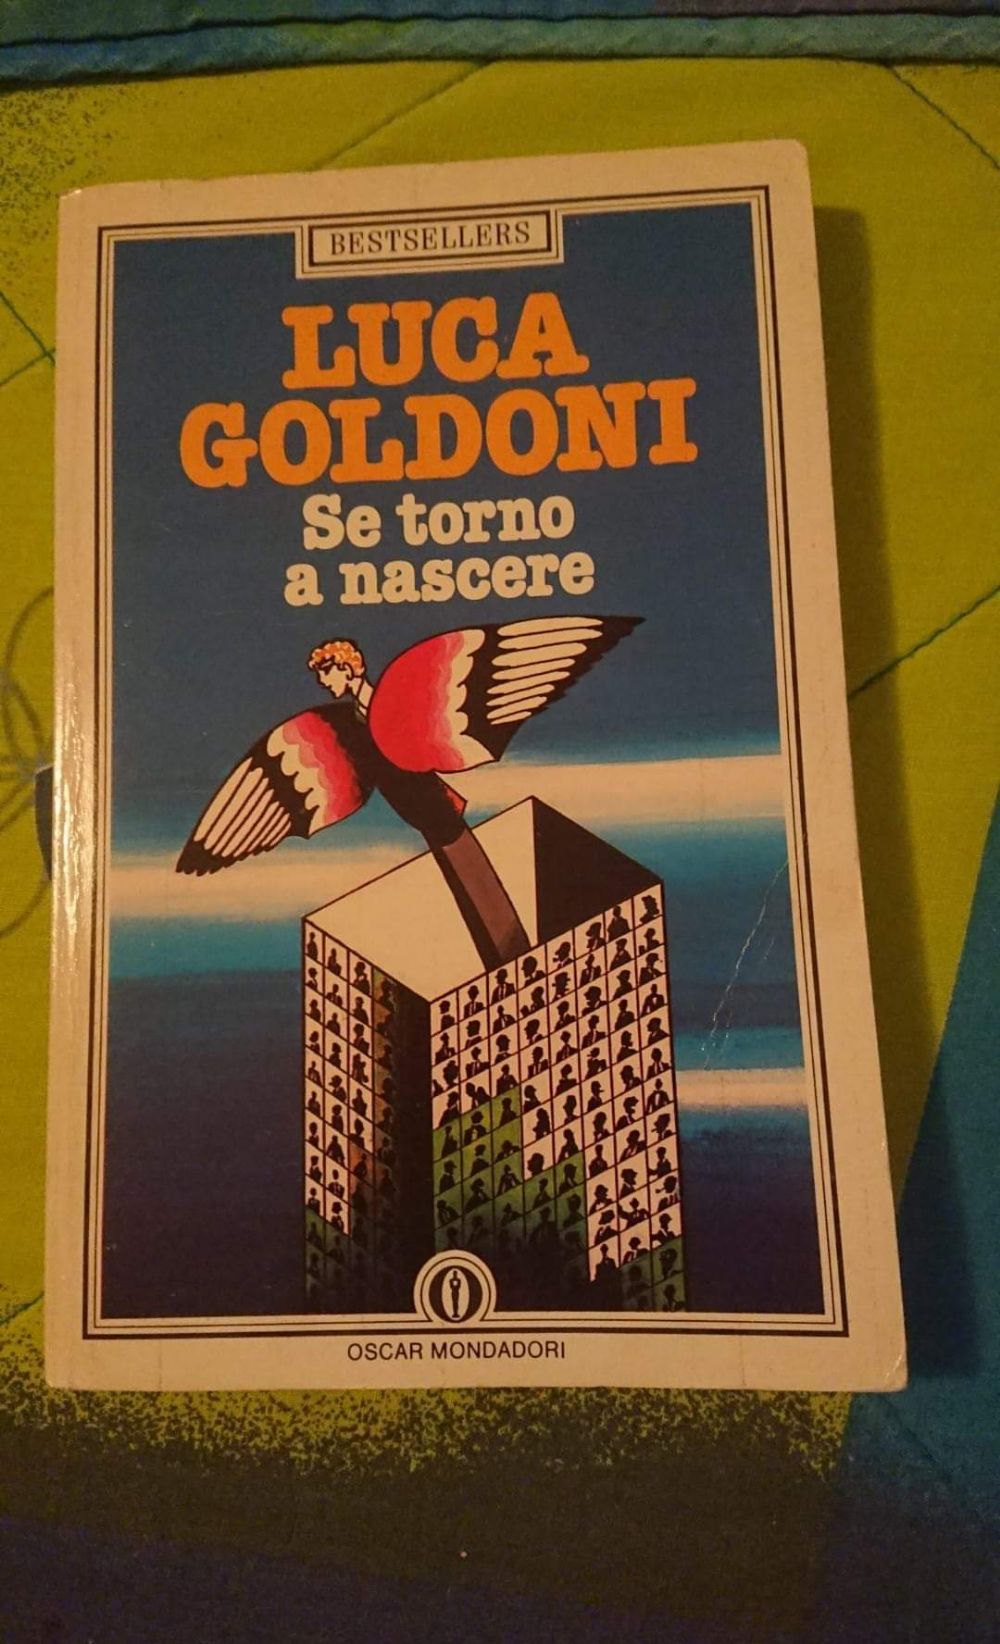 BESTSELLERS
LUCA
GOLDONI
Se torno
a nascere
OSCAR MONDADORI